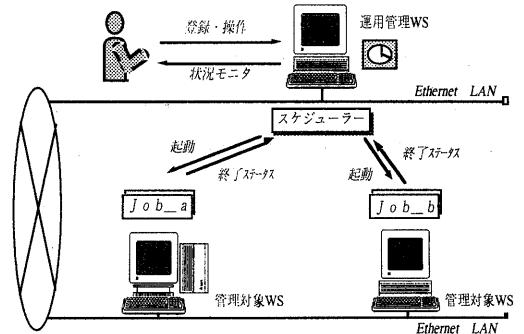 登録・操作
運用管理WS
状況モニタ
Ethernet LAN
スケジューラー
起動
終了ステータス
終了ステータス
起動
Job__a
Job__b
管理対象WS
管理対象WS
Ethernet LAN